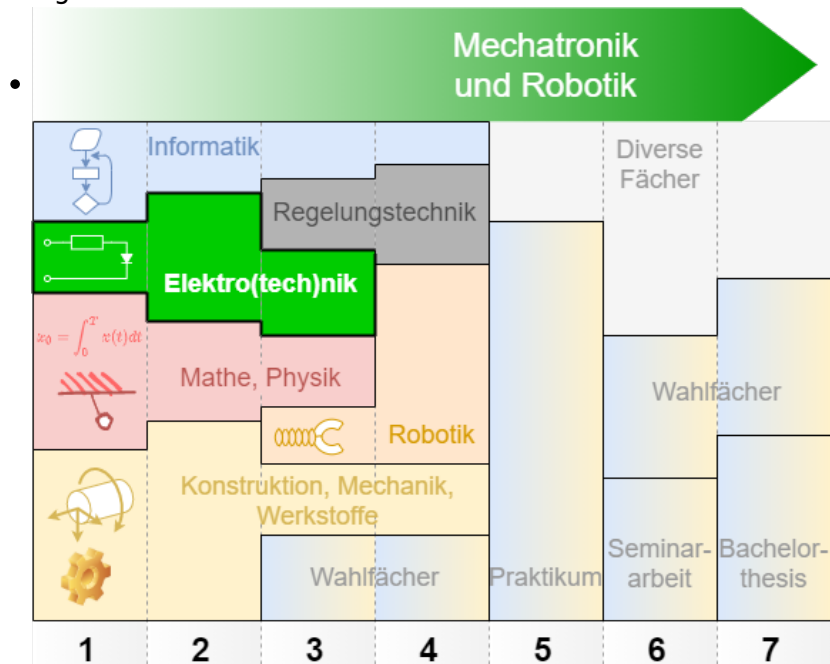 Mechatronik
und Robotik
Informatik
Diverse
Fächer
Regelungstechnik
Elektro(tech)nik
x₀ = ∫₀ᵀ x(t)dt
Mathe, Physik
Wahlfächer
Robotik
Konstruktion, Mechanik,
Werkstoffe
Wahlfächer
Praktikum
Seminar-
arbeit
Bachelor-
thesis
1 2 3 4 5 6 7